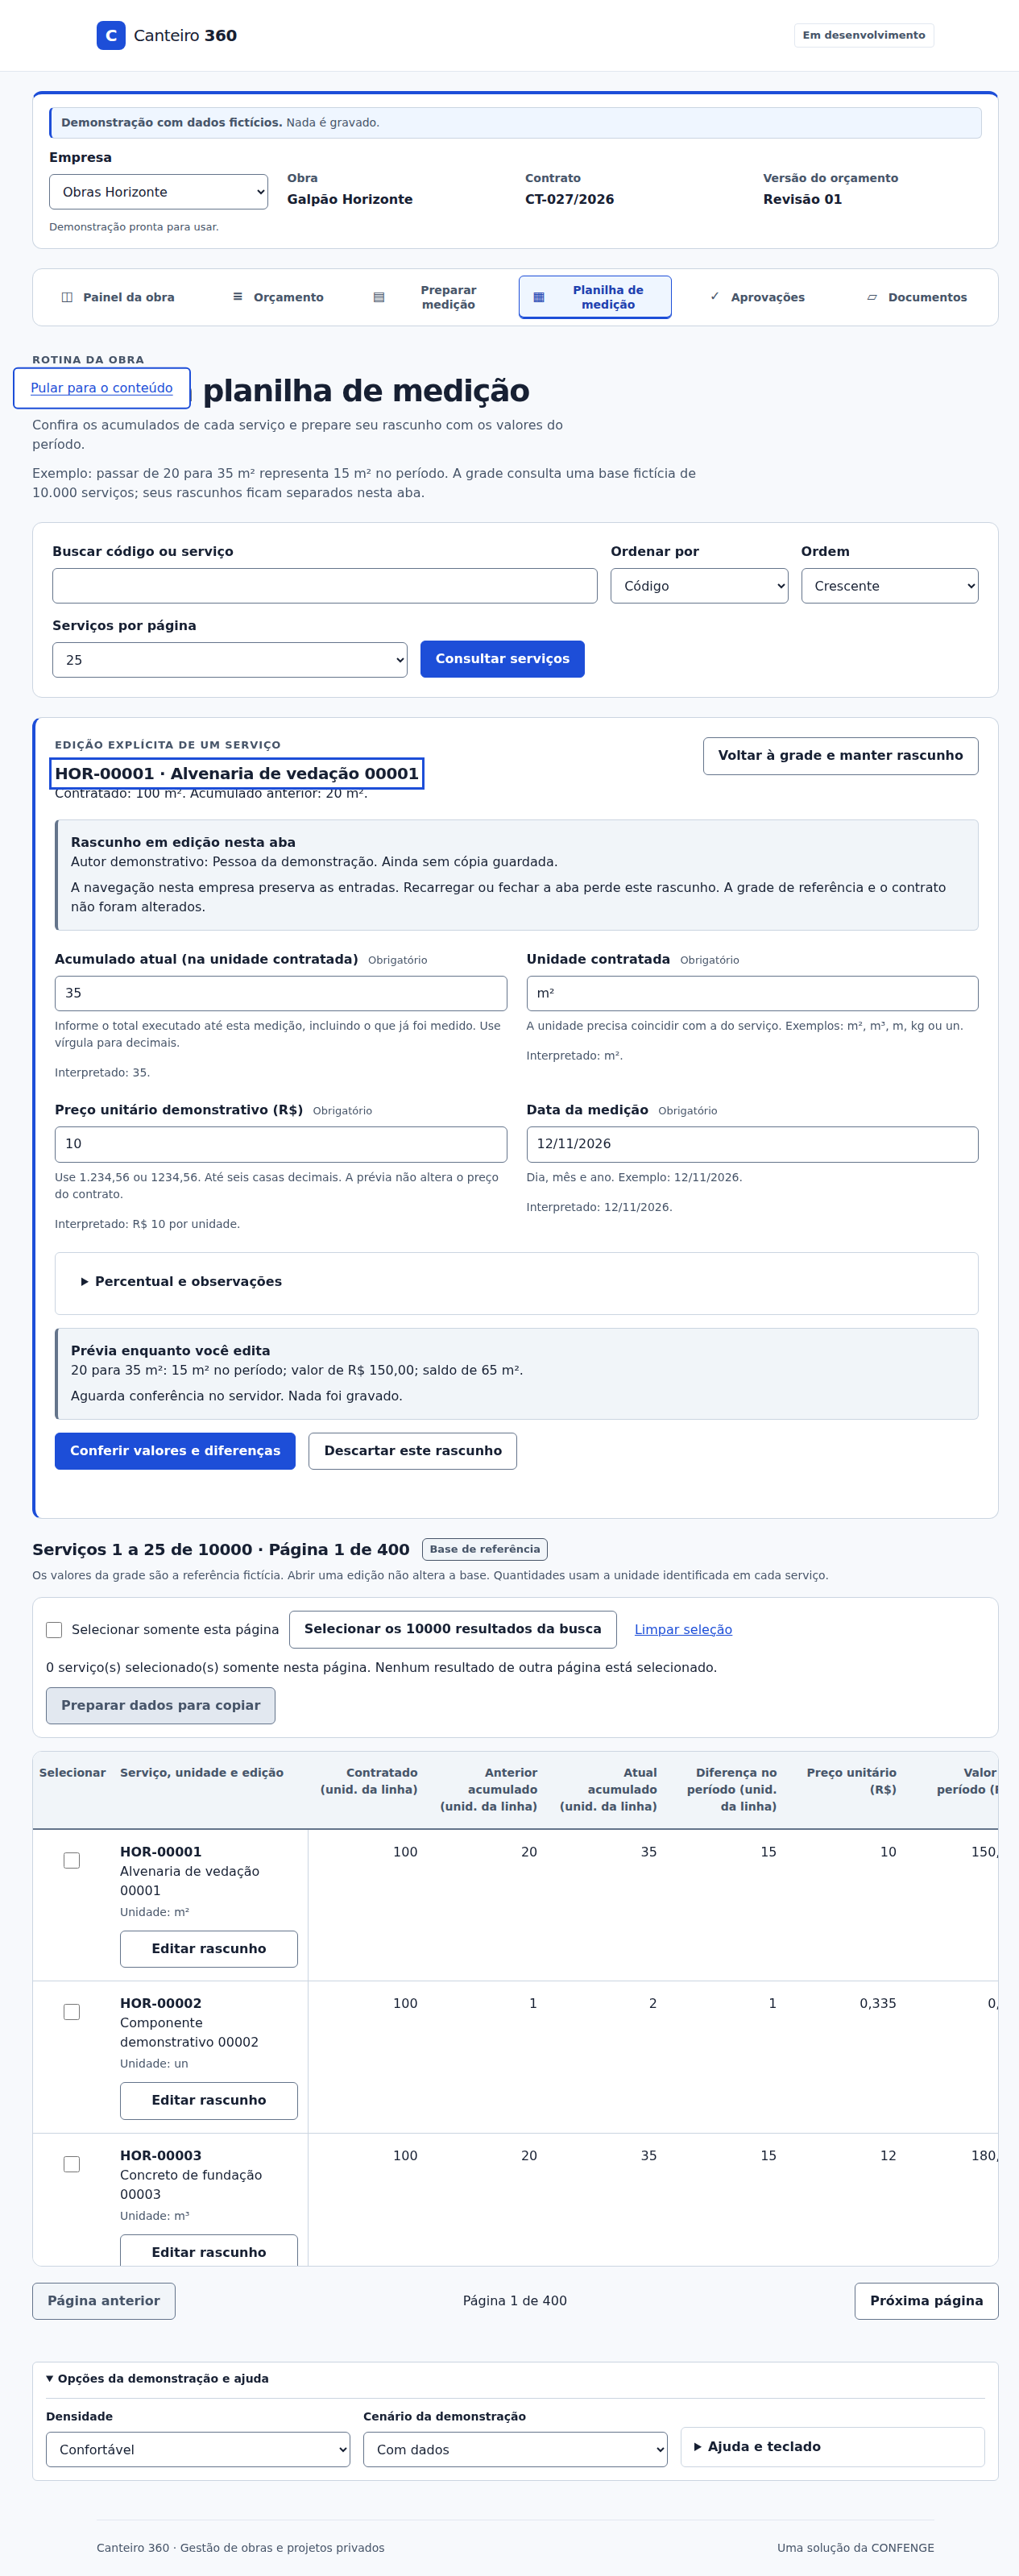 C Canteiro 360
Em desenvolvimento
Demonstração com dados fictícios. Nada é gravado.
Empresa
Obras Horizonte
Obra
Galpão Horizonte
Contrato
CT-027/2026
Versão do orçamento
Revisão 01
Demonstração pronta para usar.
Painel da obra
Orçamento
Preparar
medição
Planilha de
medição
Aprovações
Documentos
ROTINA DA OBRA
Pular para o conteúdo
planilha de medição
Confira os acumulados de cada serviço e prepare seu rascunho com os valores do
período.
Exemplo: passar de 20 para 35 m² representa 15 m² no período. A grade consulta uma base fictícia de
10.000 serviços; seus rascunhos ficam separados nesta aba.
Buscar código ou serviço
Ordenar por
Código
Ordem
Crescente
Serviços por página
25
Consultar serviços
EDIÇÃO EXPLÍCITA DE UM SERVIÇO
HOR-00001 · Alvenaria de vedação 00001
Contratado: 100 m². Acumulado anterior: 20 m².
Voltar à grade e manter rascunho
Rascunho em edição nesta aba
Autor demonstrativo: Pessoa da demonstração. Ainda sem cópia guardada.
A navegação nesta empresa preserva as entradas. Recarregar ou fechar a aba perde este rascunho. A grade de referência e o contrato
não foram alterados.
Acumulado atual (na unidade contratada) Obrigatório
35
Informe o total executado até esta medição, incluindo o que já foi medido. Use
vírgula para decimais.
Interpretado: 35.
Unidade contratada Obrigatório
m²
A unidade precisa coincidir com a do serviço. Exemplos: m², m³, m, kg ou un.
Interpretado: m².
Preço unitário demonstrativo (R$) Obrigatório
10
Use 1.234,56 ou 1234,56. Até seis casas decimais. A prévia não altera o preço
do contrato.
Interpretado: R$ 10 por unidade.
Data da medição Obrigatório
12/11/2026
Dia, mês e ano. Exemplo: 12/11/2026.
Interpretado: 12/11/2026.
Percentual e observações
Prévia enquanto você edita
20 para 35 m²: 15 m² no período; valor de R$ 150,00; saldo de 65 m².
Aguarda conferência no servidor. Nada foi gravado.
Conferir valores e diferenças
Descartar este rascunho
Serviços 1 a 25 de 10000 · Página 1 de 400
Base de referência
Os valores da grade são a referência fictícia. Abrir uma edição não altera a base. Quantidades usam a unidade identificada em cada serviço.
Selecionar somente esta página
Selecionar os 10000 resultados da busca
Limpar seleção
0 serviço(s) selecionado(s) somente nesta página. Nenhum resultado de outra página está selecionado.
Preparar dados para copiar
Selecionar
Serviço, unidade e edição
Contratado
(unid. da linha)
Anterior
acumulado
(unid. da linha)
Atual
acumulado
(unid. da linha)
Diferença no
período (unid.
da linha)
Preço unitário
(R$)
Valor
período (
HOR-00001
Alvenaria de vedação
00001
Unidade: m²
Editar rascunho
100 20 35 15 10 150,
HOR-00002
Componente
demonstrativo 00002
Unidade: un
Editar rascunho
100 1 2 1 0,335 0,
HOR-00003
Concreto de fundação
00003
Unidade: m³
Editar rascunho
100 20 35 15 12 180,
Página anterior
Página 1 de 400
Próxima página
Opções da demonstração e ajuda
Densidade
Confortável
Cenário da demonstração
Com dados
Ajuda e teclado
Canteiro 360 · Gestão de obras e projetos privados
Uma solução da CONFENGE